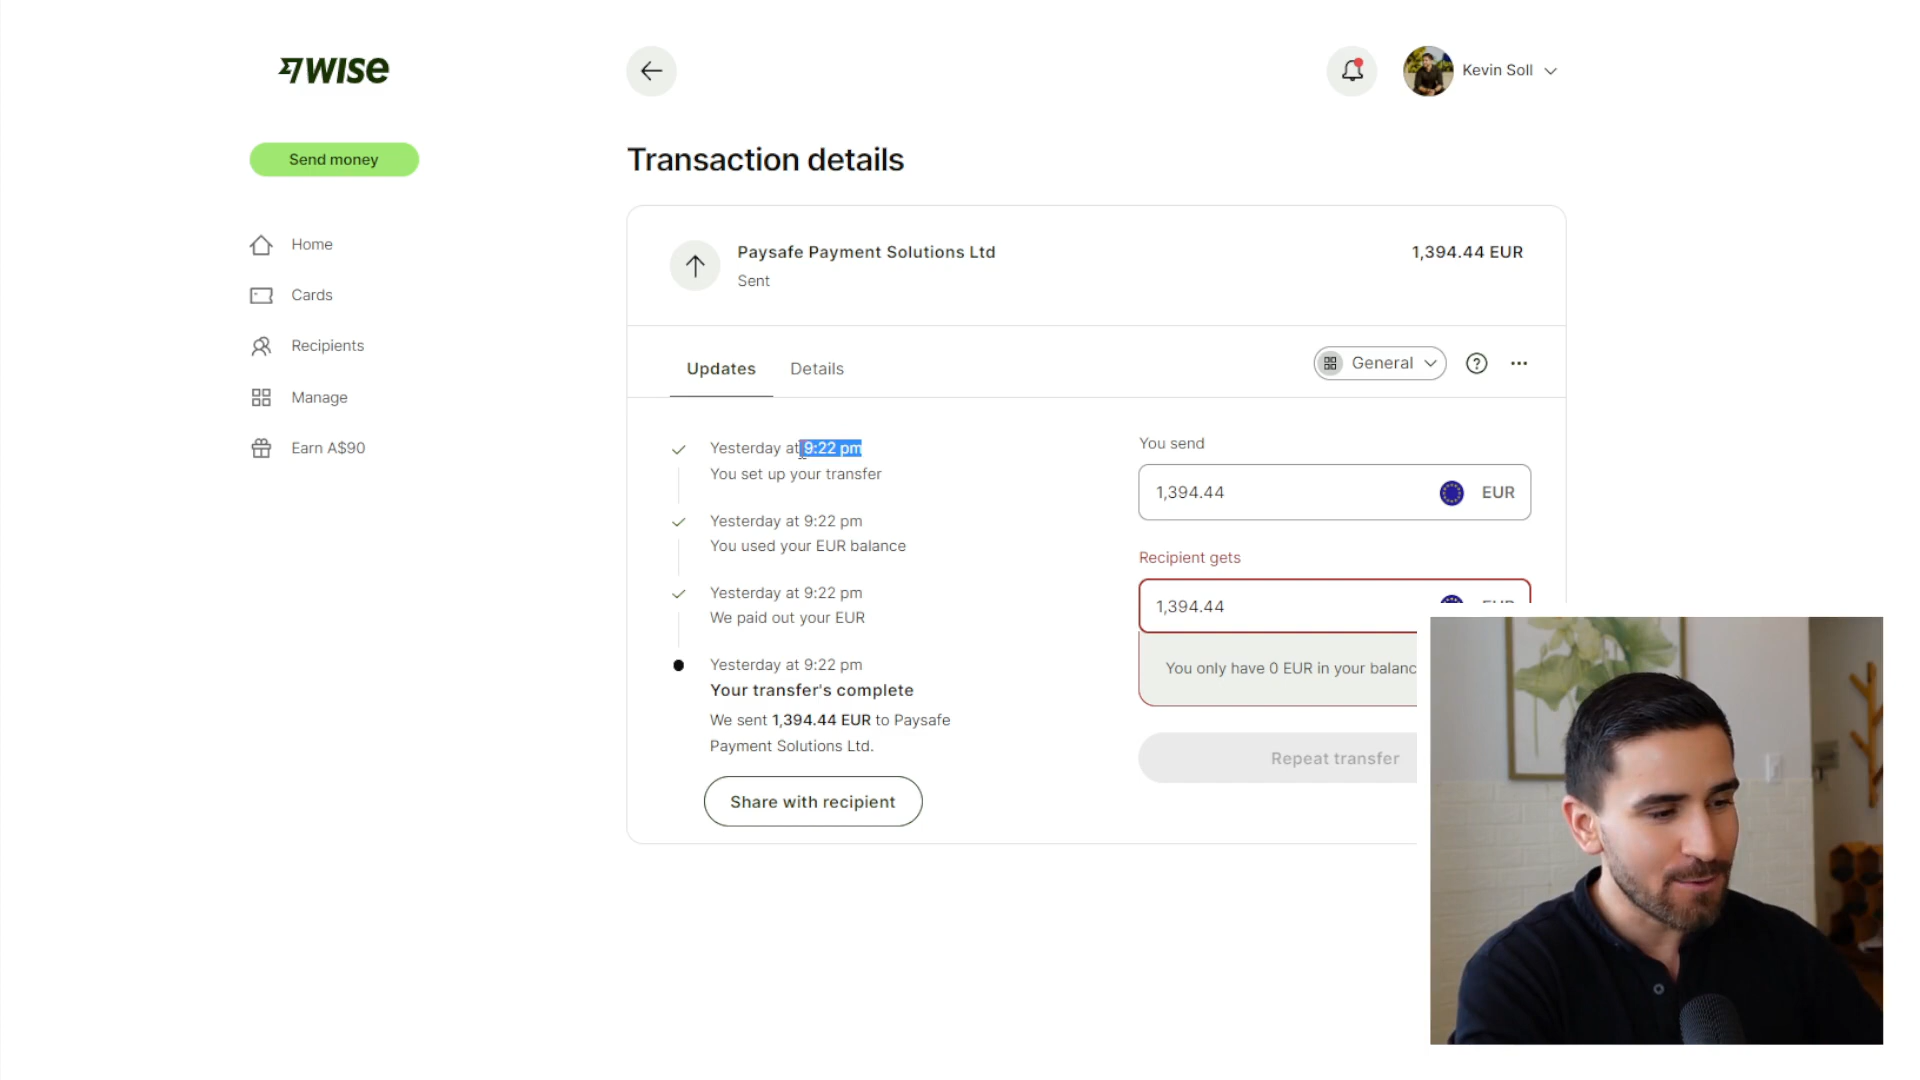 WISE
Kevin Soll
Send money
Home
Cards
Recipients
Manage
Earn A$90
Transaction details
Paysafe Payment Solutions Ltd
1,394.44 EUR
Sent
Updates
Details
General
Yesterday at 9:22 pm
You set up your transfer
Yesterday at 9:22 pm
You used your EUR balance
Yesterday at 9:22 pm
We paid out your EUR
Yesterday at 9:22 pm
Your transfer's complete
We sent 1,394.44 EUR to Paysafe
Payment Solutions Ltd.
Share with recipient
You send
1,394.44
EUR
Recipient gets
1,394.44
You only have 0 EUR in your
Repeat transfer